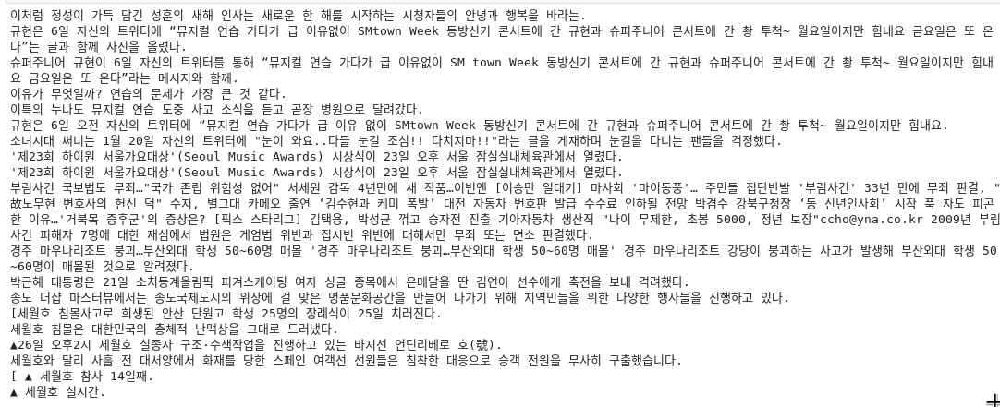 이처럼 정성이 가득 담긴 성훈의 새해 인사는 새로운 한 해를 시작하는 시청자들의 안녕과 행복을 바라는.
규현은 6일 자신의 트위터에 “뮤지컬 연습 가다가 급 이유없이 SMtown Week 동방신기 콘서트에 간 규현과 슈퍼주니어 콘서트에 간 촹 투척~ 월요일이지만 힘내요 금요일은 또 온
다”는 글과 함께 사진을 올렸다.
슈퍼주니어 규현이 6일 자신의 트위터를 통해 “뮤지컬 연습 가다가 급 이유없이 SM town Week 동방신기 콘서트에 간 규현과 슈퍼주니어 콘서트에 간 촹 투척~ 월요일이지만 힘내
요 금요일은 또 온다”라는 메시지와 함께.
이유가 무엇일까? 연습의 문제가 가장 큰 것 같다.
이특의 누나도 뮤지컬 연습 도중 사고 소식을 듣고 곧장 병원으로 달려갔다.
규현은 6일 오전 자신의 트위터에 “뮤지컬 연습 가다가 급 이유 없이 SMtown Week 동방신기 콘서트에 간 규현과 슈퍼주니어 콘서트에 간 촹 투척~ 월요일이지만 힘내요.
소녀시대 써니는 1월 20일 자신의 트위터에 "눈이 와요..다들 눈길 조심!! 다치지마!!"라는 글을 게재하며 눈길을 다니는 팬들을 걱정했다.
'제23회 하이원 서울가요대상'(Seoul Music Awards) 시상식이 23일 오후 서울 잠실실내체육관에서 열렸다.
'제23회 하이원 서울가요대상'(Seoul Music Awards) 시상식이 23일 오후 서울 잠실실내체육관에서 열렸다.
부림사건 국보법도 무죄…"국가 존립 위험성 없어" 서세원 감독 4년만에 새 작품…이번엔 [이승만 일대기] 마사회 '마이동풍'… 주민들 집단반발 '부림사건' 33년 만에 무죄 판결, "
故노무현 변호사의 헌신 덕" 수지, 별그대 카메오 출연 ‘김수현과 케미 폭발’ 대전 자동차 번호판 발급 수수료 인하될 전망 박겸수 강북구청장 ‘동 신년인사회’ 시작 푹 자도 피곤
한 이유…'거북목 증후군'의 증상은? [픽스 스타리그] 김택용, 박성균 꺾고 승자전 진출 기아자동차 생산직 "나이 무제한, 초봉 5000, 정년 보장"ccho@yna.co.kr 2009년 부림
사건 피해자 7명에 대한 재심에서 법원은 계엄법 위반과 집시번 위반에 대해서만 무죄 또는 면소 판결했다.
경주 마우나리조트 붕괴…부산외대 학생 50~60명 매몰 '경주 마우나리조트 붕괴…부산외대 학생 50~60명 매몰' 경주 마우나리조트 강당이 붕괴하는 사고가 발생해 부산외대 학생 50
~60명이 매몰된 것으로 알려졌다.
박근혜 대통령은 21일 소치동계올림픽 피겨스케이팅 여자 싱글 종목에서 은메달을 딴 김연아 선수에게 축전을 보내 격려했다.
송도 더샵 마스터뷰에서는 송도국제도시의 위상에 걸 맞은 명품문화공간을 만들어 나가기 위해 지역민들을 위한 다양한 행사들을 진행하고 있다.
[세월호 침몰사고로 희생된 안산 단원고 학생 25명의 장례식이 25일 치러진다.
세월호 침몰은 대한민국의 총체적 난맥상을 그대로 드러냈다.
▲26일 오후2시 세월호 실종자 구조·수색작업을 진행하고 있는 바지선 언딘리베로 호(號).
세월호와 달리 사흘 전 대서양에서 화재를 당한 스페인 여객선 선원들은 침착한 대응으로 승객 전원을 무사히 구출했습니다.
[ ▲ 세월호 참사 14일째.
▲ 세월호 실시간.